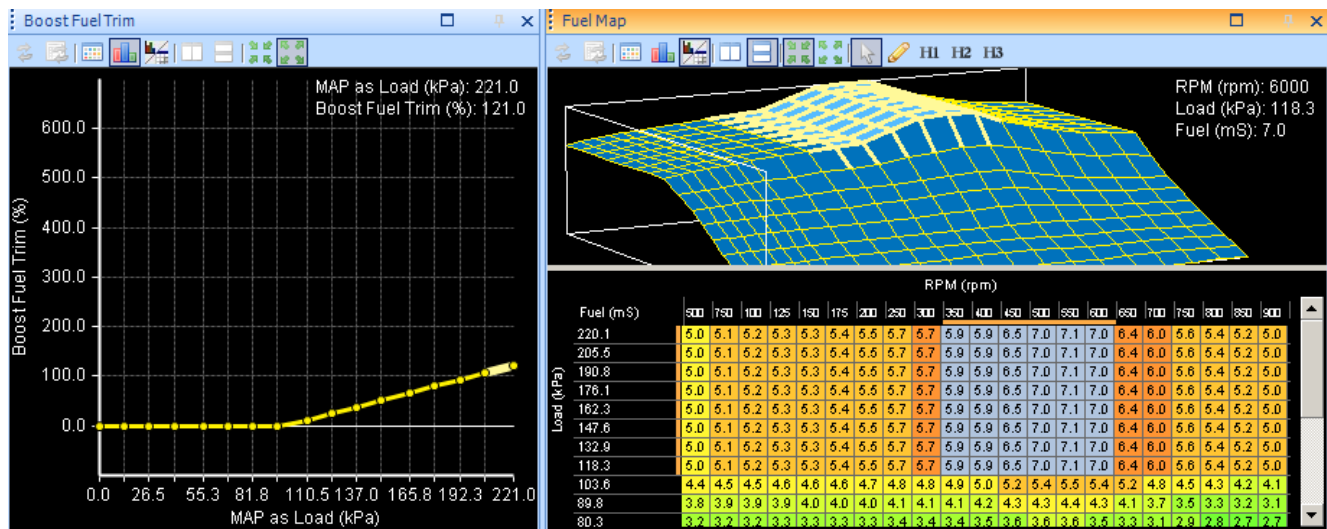 Boost Fuel Trim
MAP as Load (kPa): 221.0
Boost Fuel Trim (%): 121.0
600.0
500.0
400.0
300.0
200.0
100.0
0.0
Boost Fuel Trim (%)
0.0 26.5 55.3 81.8 110.5 137.0 165.8 192.3 221.0
MAP as Load (kPa)
Fuel Map
H1 H2 H3
RPM (rpm): 6000
Load (kPa): 118.3
Fuel (mS): 7.0
RPM (rpm)
Load (kPa)
Fuel (mS) 500 750 100 125 150 175 200 250 300 350 400 450 500 550 600 650 700 750 800 850 900
220.1 5.0 5.1 5.2 5.3 5.3 5.4 5.5 5.7 5.7 5.9 5.9 6.5 7.0 7.1 7.0 6.4 6.0 5.6 5.4 5.2 5.0
205.5 5.0 5.1 5.2 5.3 5.3 5.4 5.5 5.7 5.7 5.9 5.9 6.5 7.0 7.1 7.0 6.4 6.0 5.6 5.4 5.2 5.0
190.8 5.0 5.1 5.2 5.3 5.3 5.4 5.5 5.7 5.7 5.9 5.9 6.5 7.0 7.1 7.0 6.4 6.0 5.6 5.4 5.2 5.0
176.1 5.0 5.1 5.2 5.3 5.3 5.4 5.5 5.7 5.7 5.9 5.9 6.5 7.0 7.1 7.0 6.4 6.0 5.6 5.4 5.2 5.0
162.3 5.0 5.1 5.2 5.3 5.3 5.4 5.5 5.7 5.7 5.9 5.9 6.5 7.0 7.1 7.0 6.4 6.0 5.6 5.4 5.2 5.0
147.6 5.0 5.1 5.2 5.3 5.3 5.4 5.5 5.7 5.7 5.9 5.9 6.5 7.0 7.1 7.0 6.4 6.0 5.6 5.4 5.2 5.0
132.9 5.0 5.1 5.2 5.3 5.3 5.4 5.5 5.7 5.7 5.9 5.9 6.5 7.0 7.1 7.0 6.4 6.0 5.6 5.4 5.2 5.0
118.3 5.0 5.1 5.2 5.3 5.3 5.4 5.5 5.7 5.7 5.9 5.9 6.5 7.0 7.1 7.0 6.4 6.0 5.6 5.4 5.2 5.0
103.6 4.4 4.5 4.5 4.6 4.6 4.6 4.7 4.8 4.8 4.9 5.0 5.2 5.4 5.5 5.4 5.2 4.8 4.5 4.3 4.2 4.1
89.8 3.8 3.9 3.9 3.9 4.0 4.0 4.0 4.1 4.1 4.1 4.2 4.3 4.3 4.4 4.3 4.1 3.7 3.5 3.3 3.2 3.1
80.3